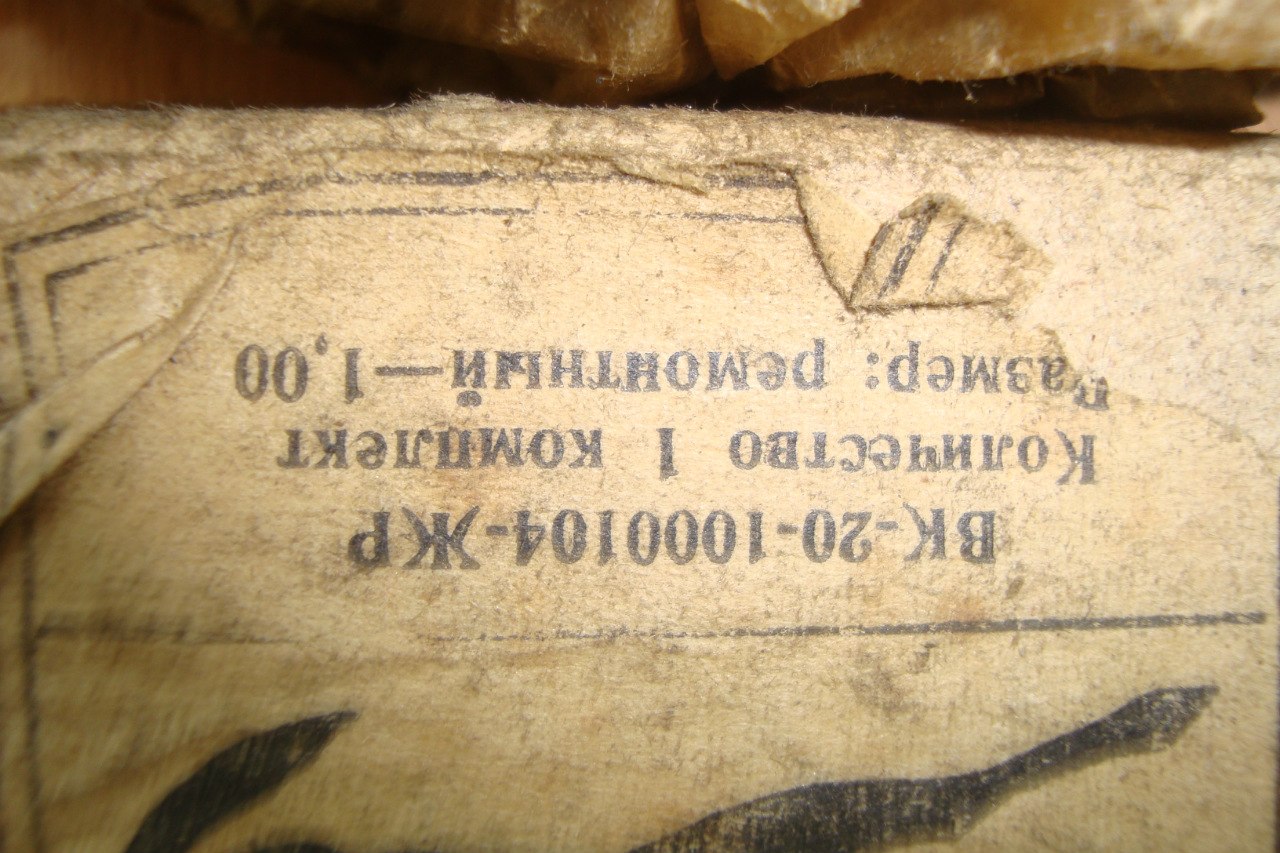 ВК-20-1000104-ЖР
Количество 1 комплект
Размер: ремонтный—1,00